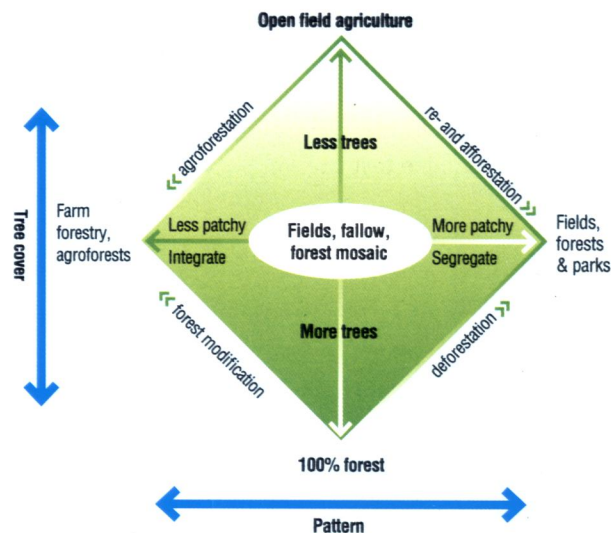 Open field agriculture
agroforestation
re- and afforestation
Less trees
Tree cover
Farm
forestry,
agroforests
Less patchy
Integrate
Fields, fallow,
forest mosaic
More patchy
Segregate
Fields,
forests
& parks
More trees
forest modification
deforestation
100% forest
Pattern